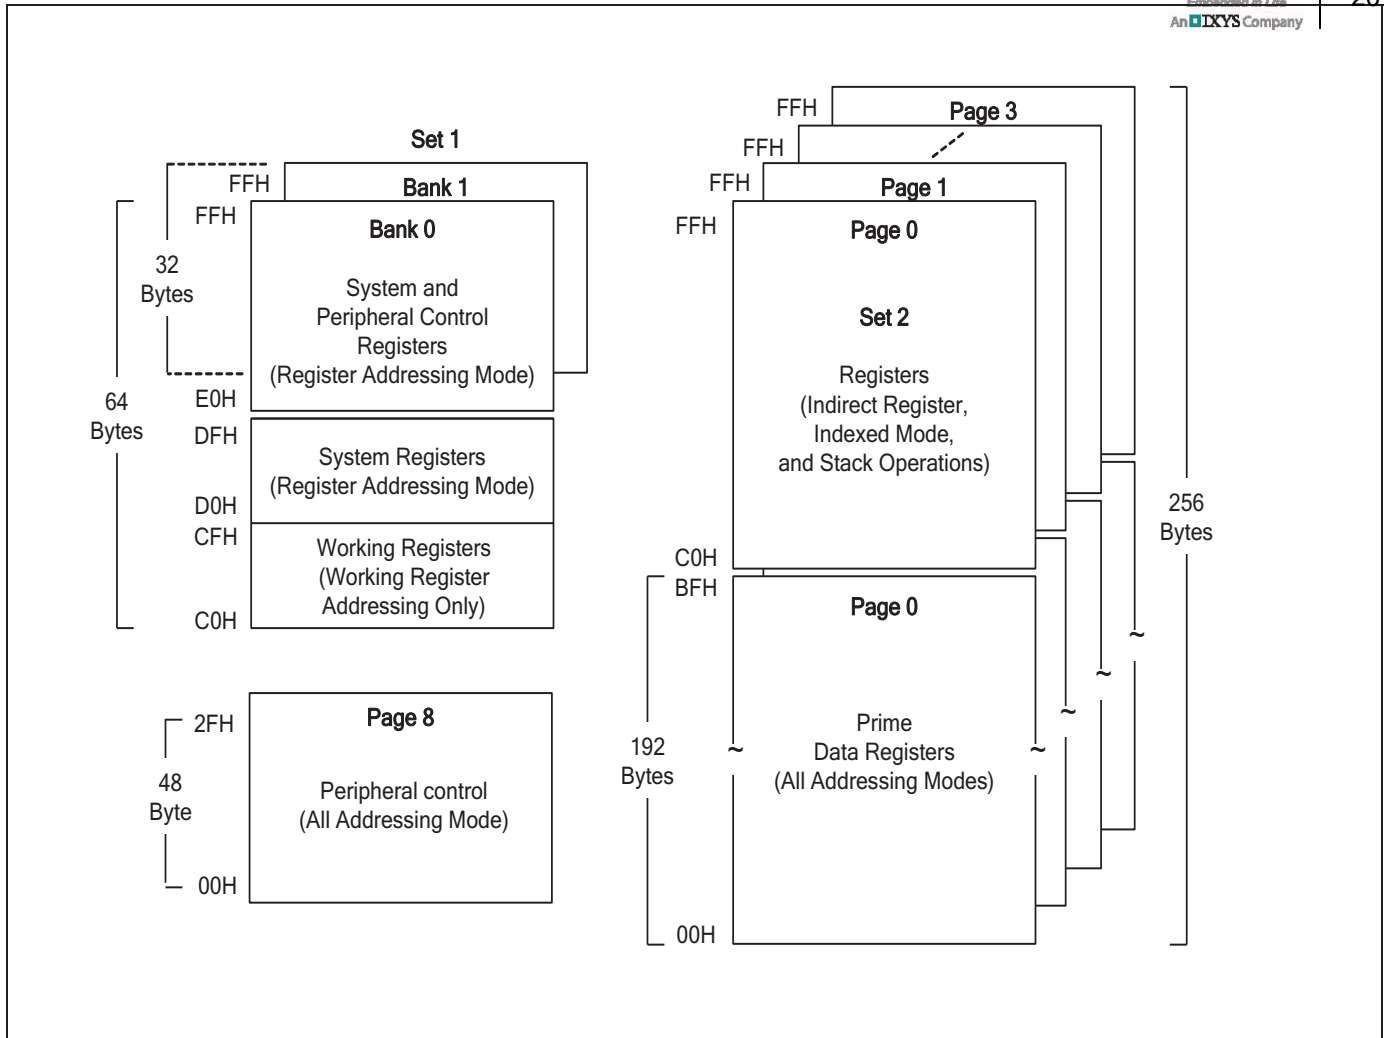 An IXYS Company
Set 1
FFH
Bank 1
FFH
Bank 0
32
Bytes
System and
Peripheral Control
Registers
(Register Addressing Mode)
64
Bytes
E0H
DFH
System Registers
(Register Addressing Mode)
D0H
CFH
Working Registers
(Working Register
Addressing Only)
C0H
2FH
Page 8
48
Byte
Peripheral control
(All Addressing Mode)
00H
FFH
Page 3
FFH
FFH
Page 1
FFH
Page 0
Set 2
Registers
(Indirect Register,
Indexed Mode,
and Stack Operations)
256
Bytes
C0H
BFH
Page 0
~
~
~
192
Bytes
~
~
Prime
Data Registers
(All Addressing Modes)
00H